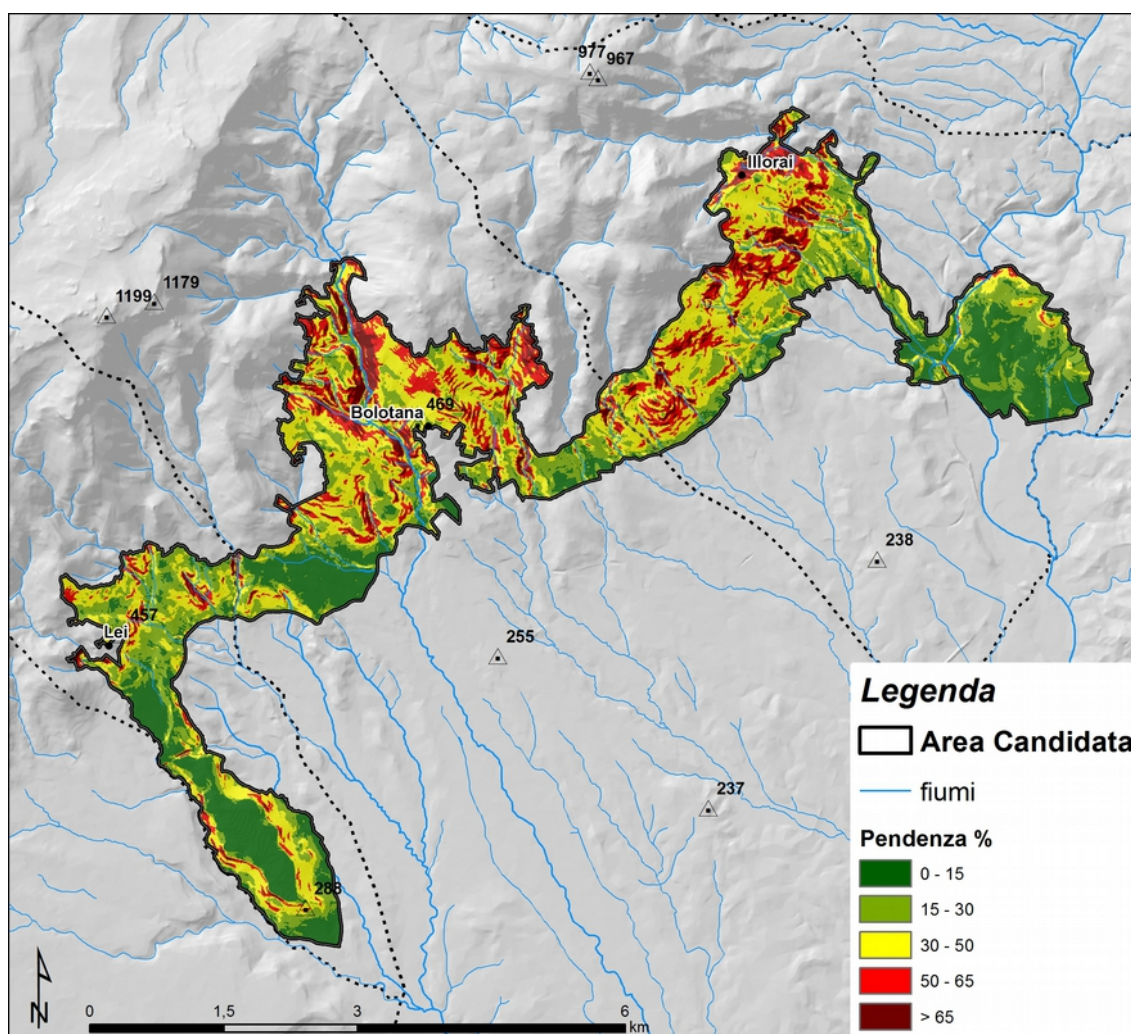 977
967
Illorai
1199
1179
Bolotana
469
238
457
Lei
255
237
288
Legenda
Area Candidata
fiumi
Pendenza %
0 - 15
15 - 30
30 - 50
50 - 65
> 65
N
0
1,5
3
6
km